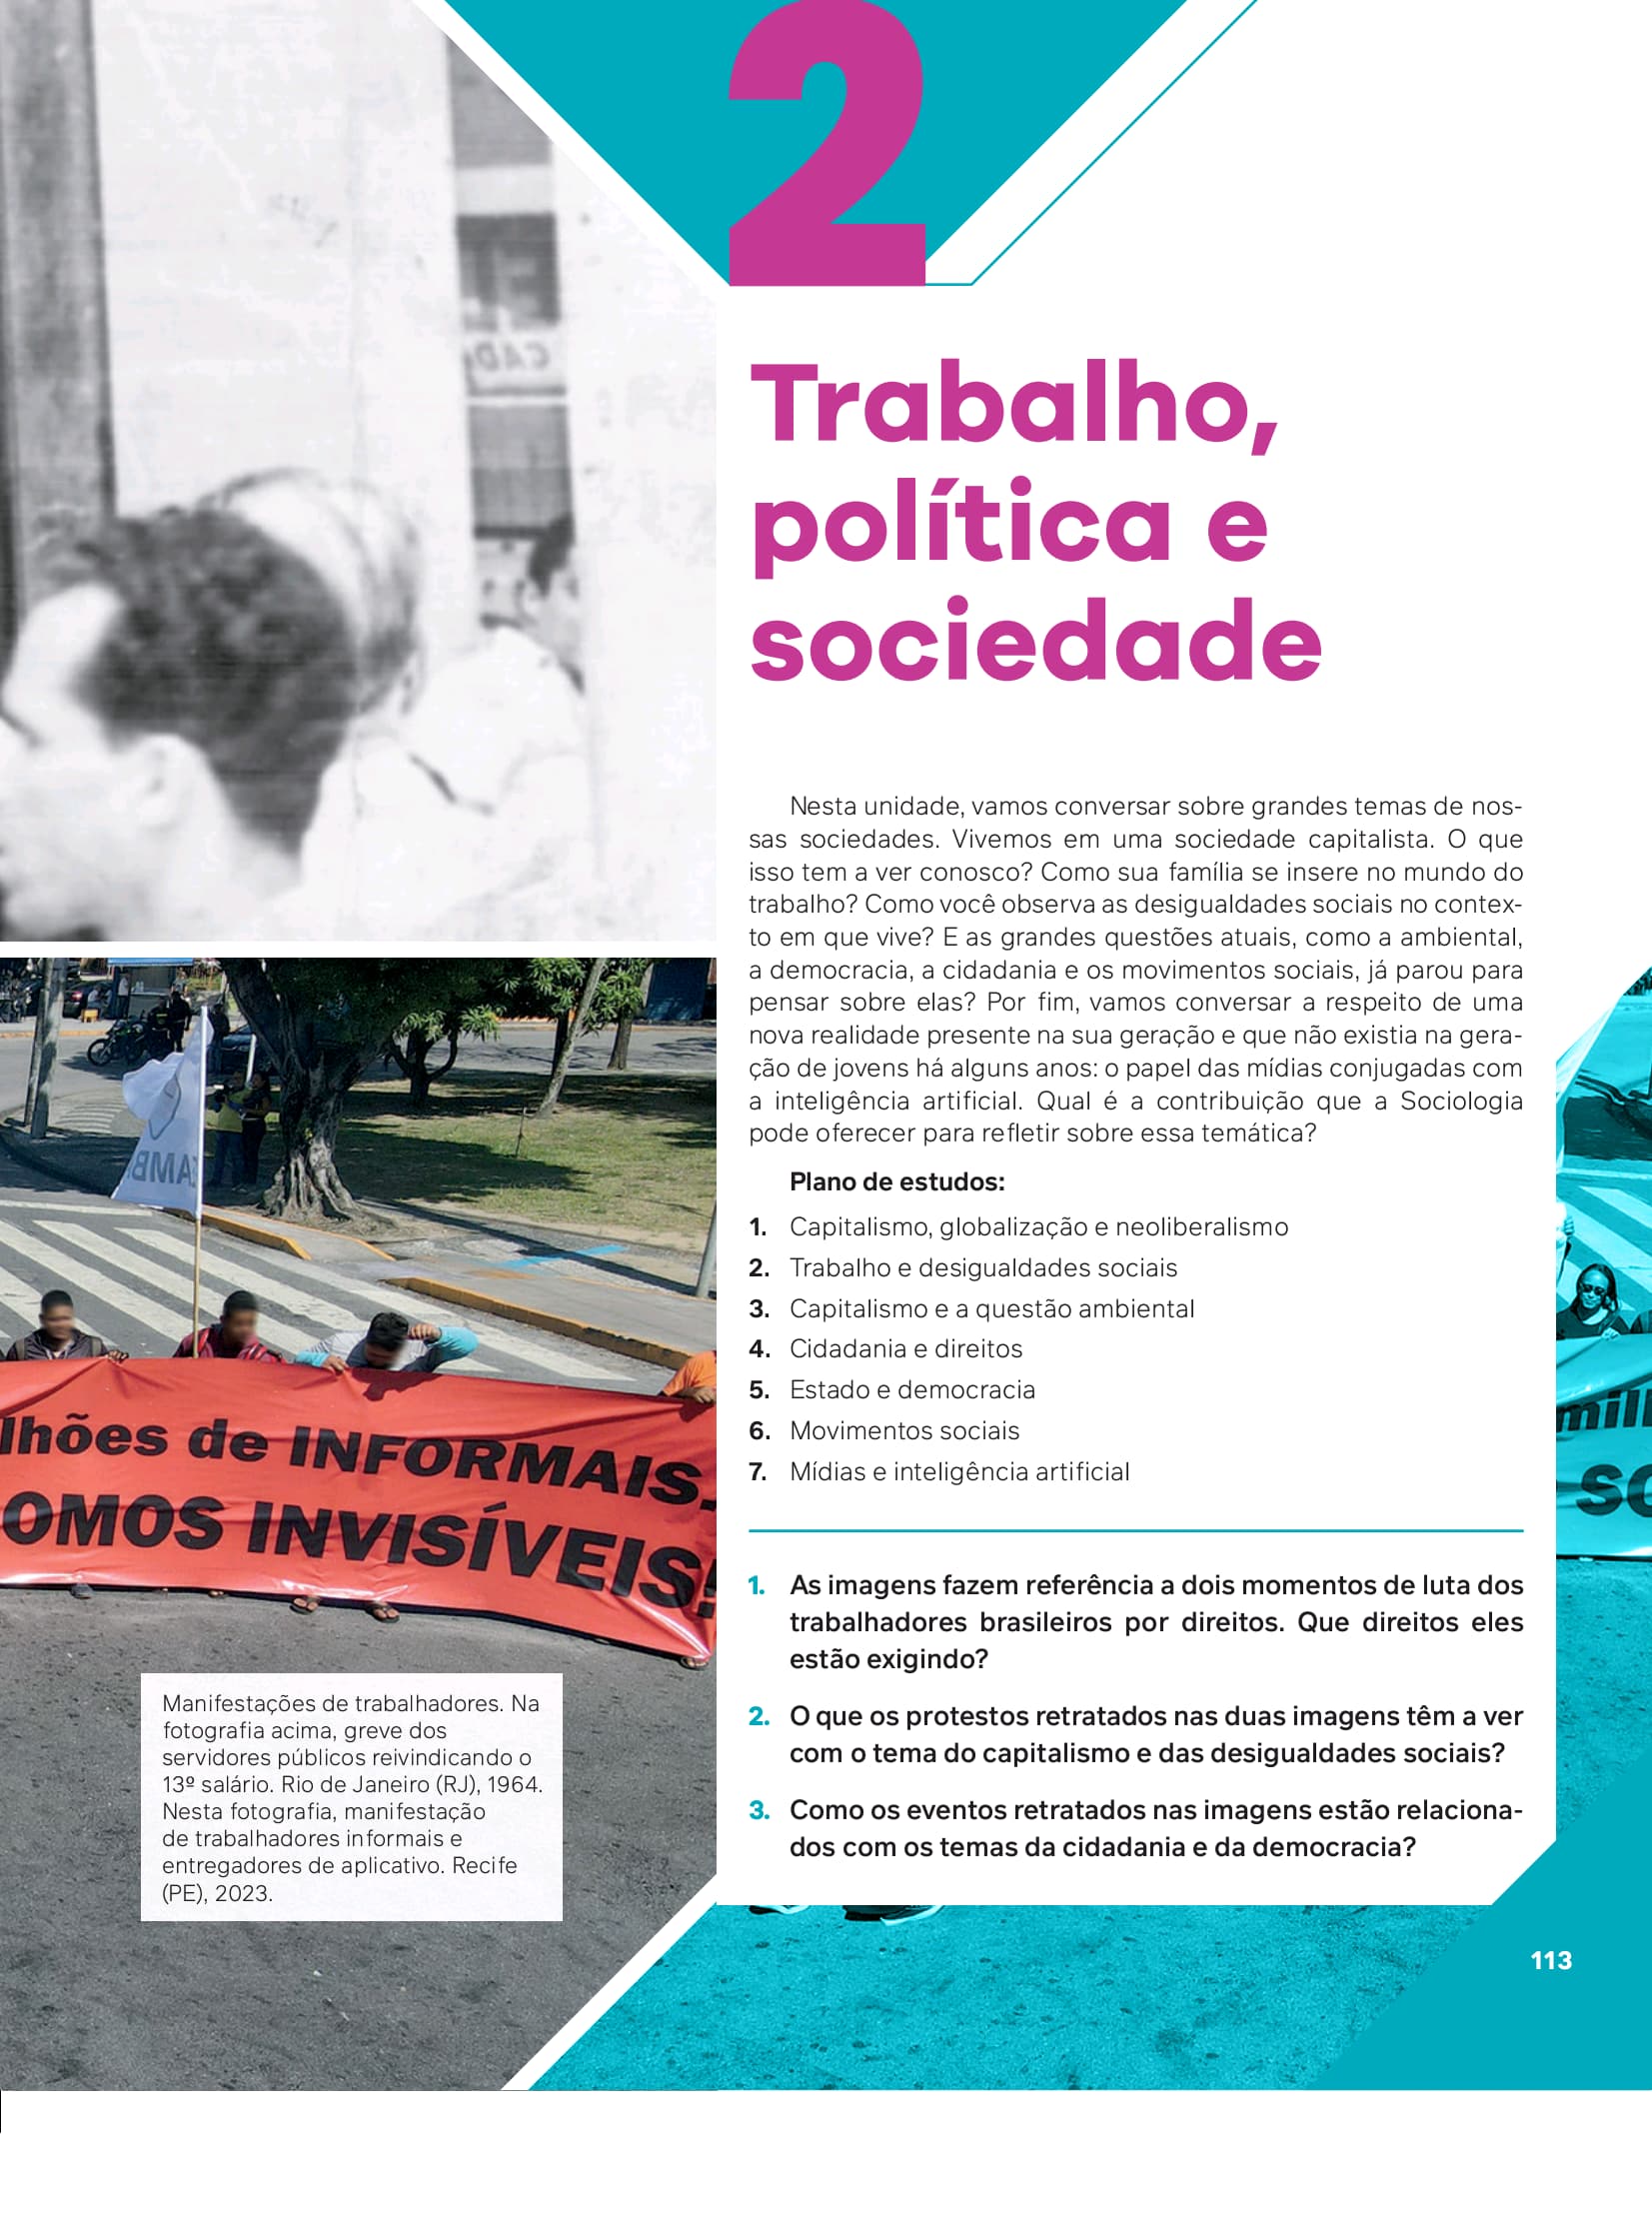 2
Trabalho,
política e
sociedade
Nesta unidade, vamos conversar sobre grandes temas de nos-
sas sociedades. Vivemos em uma sociedade capitalista. O que
isso tem a ver conosco? Como sua família se insere no mundo do
trabalho? Como você observa as desigualdades sociais no contex-
to em que vive? E as grandes questões atuais, como a ambiental,
a democracia, a cidadania e os movimentos sociais, já parou para
pensar sobre elas? Por fim, vamos conversar a respeito de uma
nova realidade presente na sua geração e que não existia na gera-
ção de jovens há alguns anos: o papel das mídias conjugadas com
a inteligência artificial. Qual é a contribuição que a Sociologia
pode oferecer para refletir sobre essa temática?
Plano de estudos:
1. Capitalismo, globalização e neoliberalismo
2. Trabalho e desigualdades sociais
3. Capitalismo e a questão ambiental
4. Cidadania e direitos
5. Estado e democracia
6. Movimentos sociais
7. Mídias e inteligência artificial
1. As imagens fazem referência a dois momentos de luta dos
trabalhadores brasileiros por direitos. Que direitos eles
estão exigindo?
2. O que os protestos retratados nas duas imagens têm a ver
com o tema do capitalismo e das desigualdades sociais?
3. Como os eventos retratados nas imagens estão relaciona-
dos com os temas da cidadania e da democracia?
lhões de INFORMAIS.
OMOS INVISÍVEIS!
mil
SO
Manifestações de trabalhadores. Na
fotografia acima, greve dos
servidores públicos reivindicando o
13º salário. Rio de Janeiro (RJ), 1964.
Nesta fotografia, manifestação
de trabalhadores informais e
entregadores de aplicativo. Recife
(PE), 2023.
113